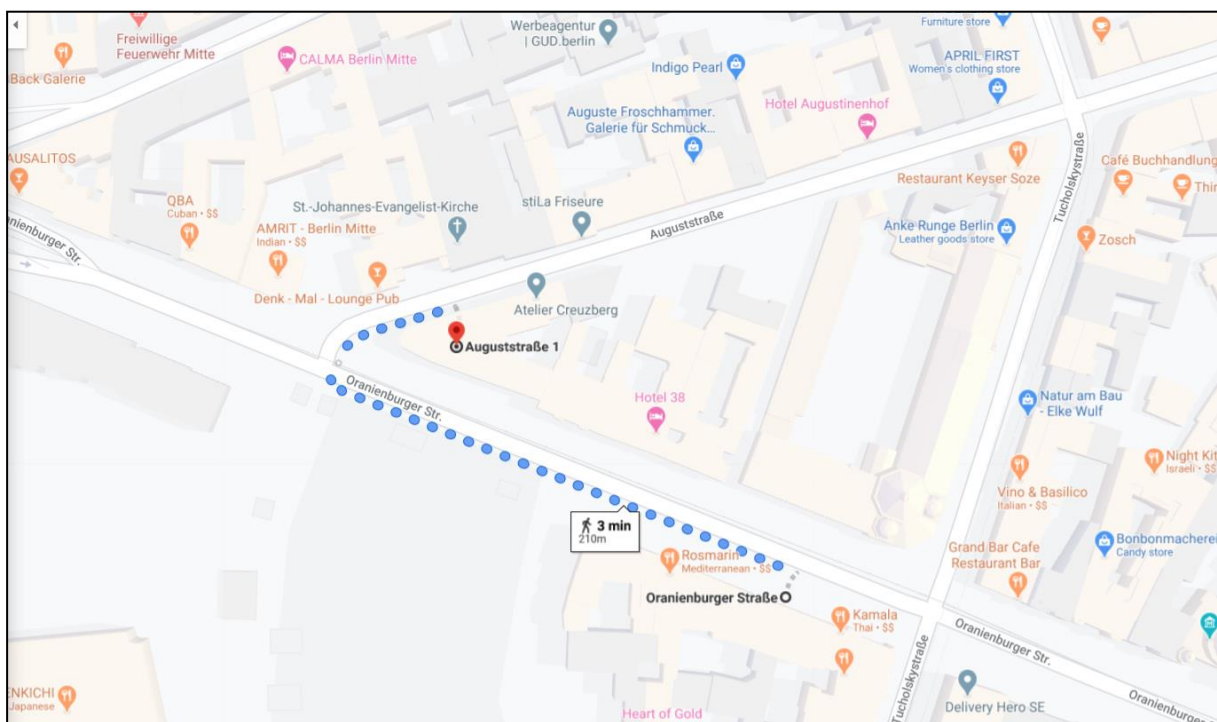 Freiwillige
Feuerwehr Mitte
Back Galerie
CALMA Berlin Mitte
Werbeagentur
| GUD.berlin
Indigo Pearl
Furniture store
APRIL FIRST
Women's clothing store
Auguste Froschhammer.
Galerie für Schmuck...
Hotel Augustinenhof
AUSALITOS
QBA
Cuban • $$
St.-Johannes-Evangelist-Kirche
stiLa Friseure
AMRIT - Berlin Mitte
Indian • $$
Denk - Mal - Lounge Pub
anienburger Str.
Auguststraße
Restaurant Keyser Soze
Tucholskystraße
Café Buchhandlung
Thir
Anke Runge Berlin
Leather goods store
Zosch
Atelier Creuzberg
Auguststraße 1
Oranienburger Str.
Hotel 38
Natur am Bau
- Elke Wulf
Night Kit
Israeli • $$
Vino & Basilico
Italian • $$
3 min
210m
Rosmarin
Mediterranean • $$
Grand Bar Cafe
Restaurant Bar
Bonbonmacherei
Candy store
Oranienburger Straße
Kamala
Thai • $$
Oranienburger Str.
Tucholskystraße
ENKICHI
Japanese
Heart of Gold
Delivery Hero SE
Oranienburger